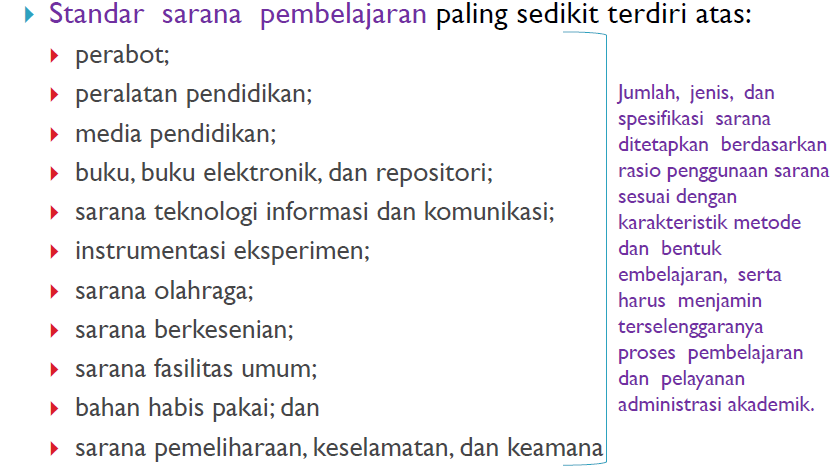 Standar sarana pembelajaran paling sedikit terdiri atas:
perabot;
peralatan pendidikan;
media pendidikan;
buku, buku elektronik, dan repositori;
sarana teknologi informasi dan komunikasi;
instrumentasi eksperimen;
sarana olahraga;
sarana berkesenian;
sarana fasilitas umum;
bahan habis pakai; dan
sarana pemeliharaan, keselamatan, dan keamana
Jumlah, jenis, dan
spesifikasi sarana
ditetapkan berdasarkan
rasio penggunaan sarana
sesuai dengan
karakteristik metode
dan bentuk
embelajaran, serta
harus menjamin
terselenggaranya
proses pembelajaran
dan pelayanan
administrasi akademik.